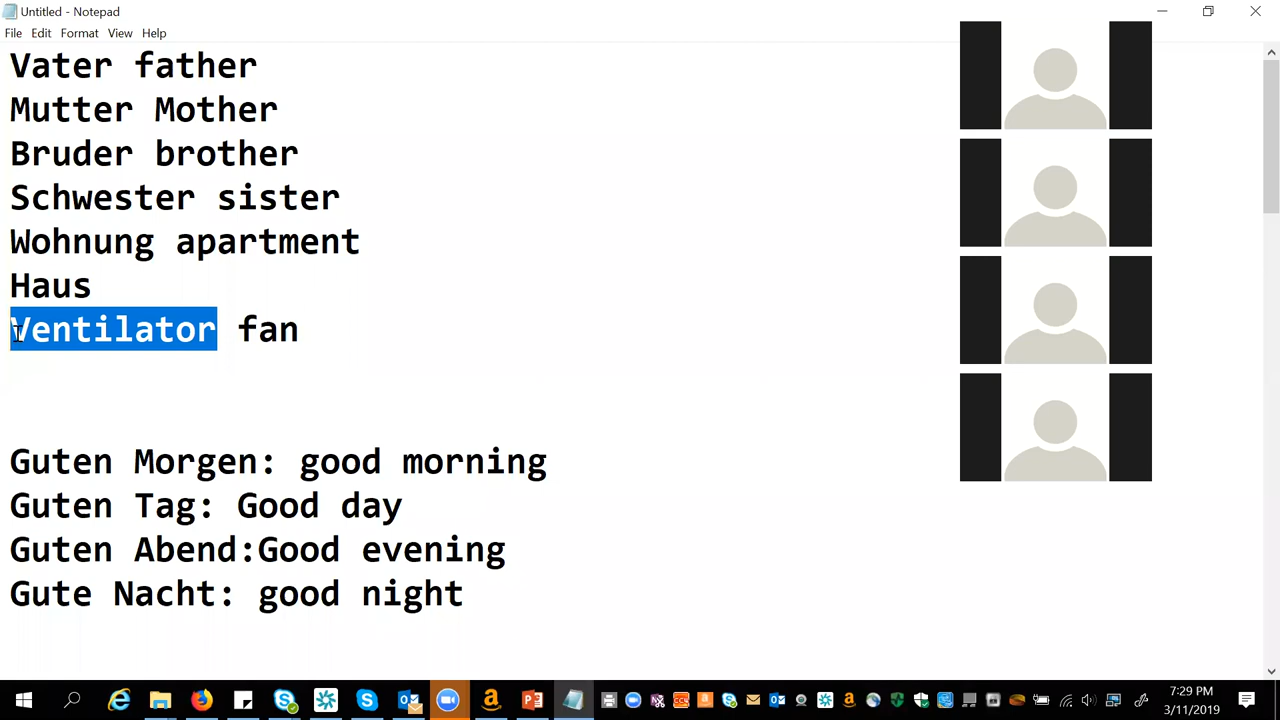 Untitled - Notepad
File Edit Format View Help
Vater father
Mutter Mother
Bruder brother
Schwester sister
Wohnung apartment
Haus
Ventilator fan
Guten Morgen: good morning
Guten Tag: Good day
Guten Abend:Good evening
Gute Nacht: good night
7:29 PM
3/11/2019